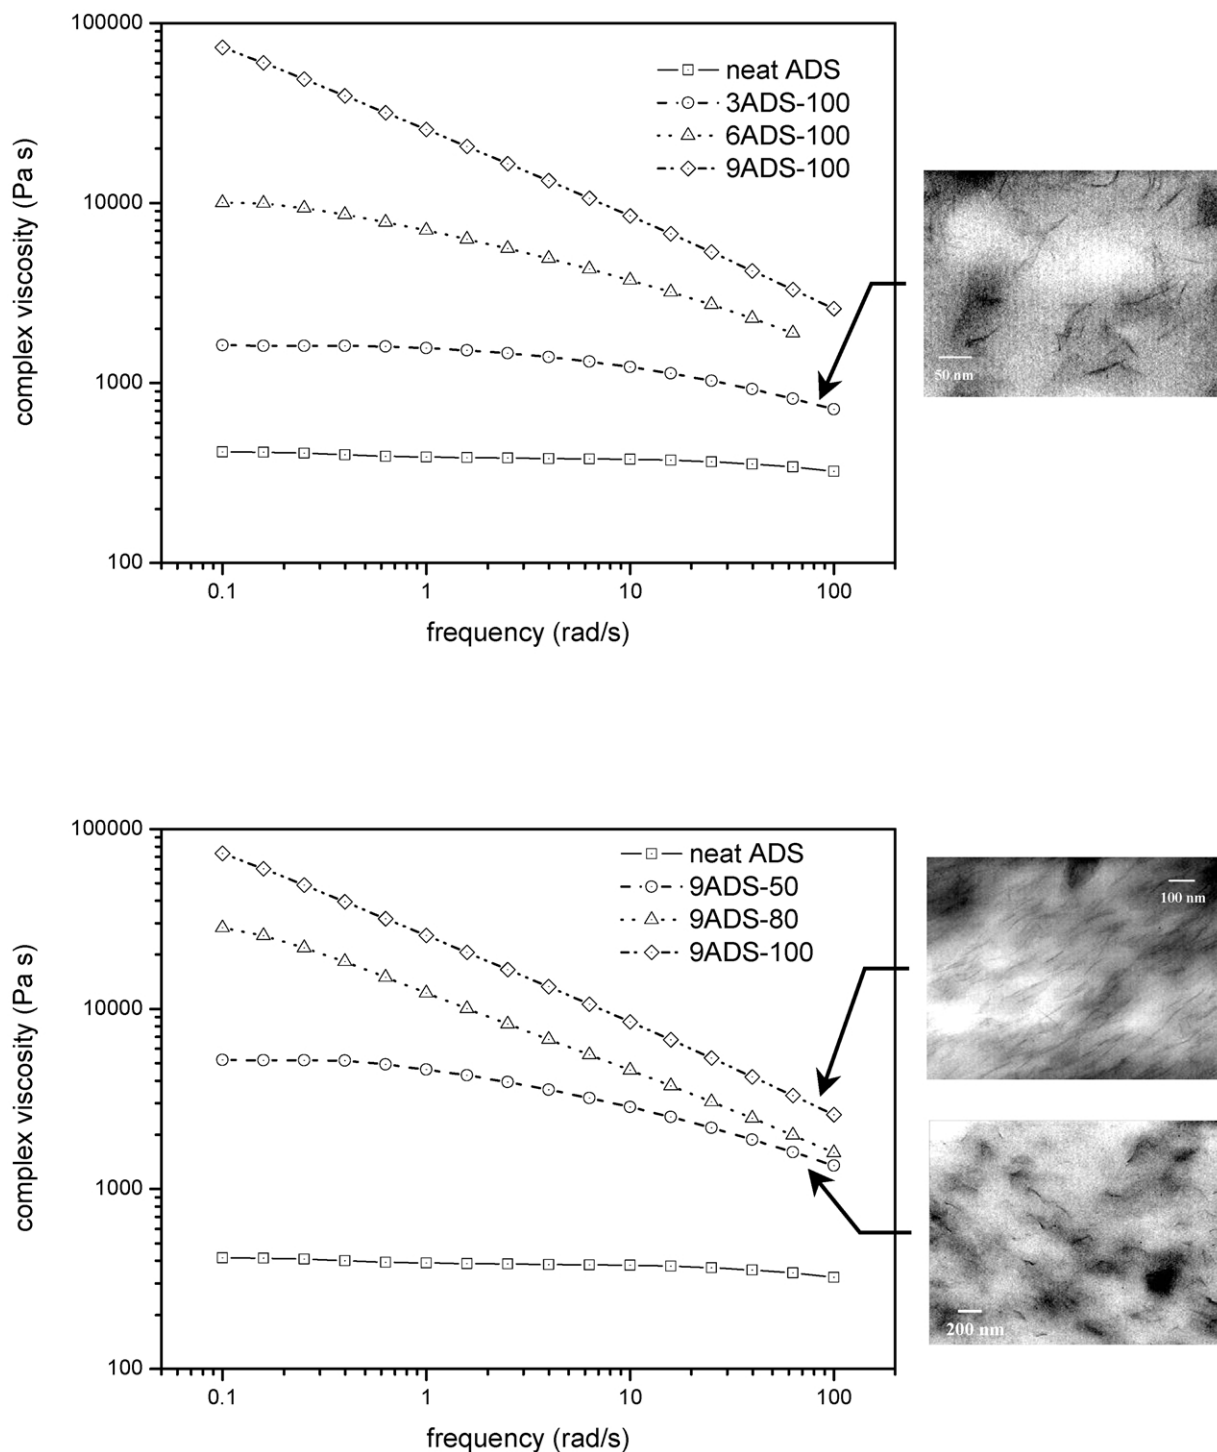 100000
10000
1000
100
complex viscosity (Pa s)
neat ADS
3ADS-100
6ADS-100
9ADS-100
0.1 1 10 100
frequency (rad/s)
50 nm
100000
10000
1000
100
complex viscosity (Pa s)
neat ADS
9ADS-50
9ADS-80
9ADS-100
0.1 1 10 100
frequency (rad/s)
100 nm
200 nm